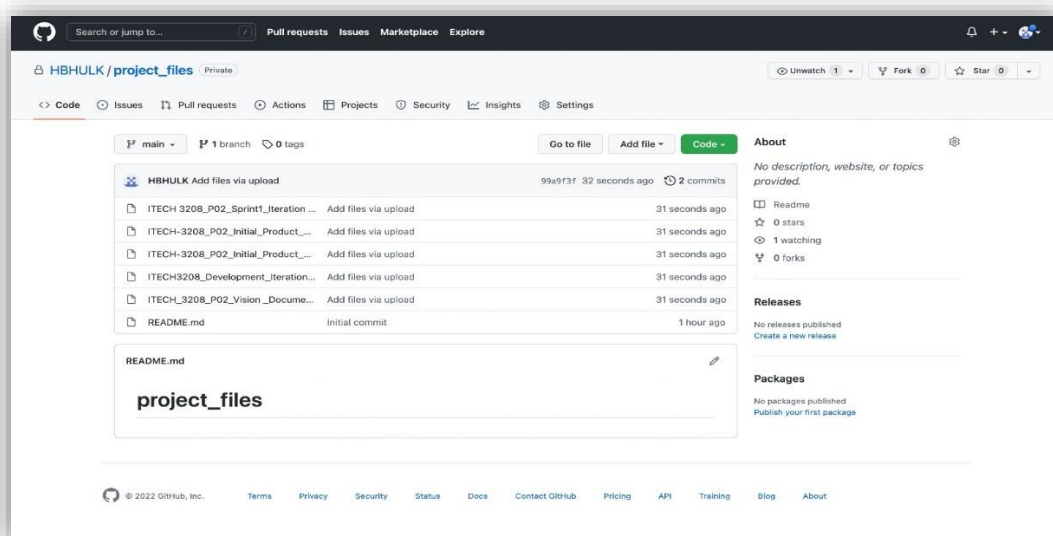 Search or jump to... / Pull requests Issues Marketplace Explore
HBHULK / project_files Private
Unwatch 1 Fork 0 Star 0
Code Issues Pull requests Actions Projects Security Insights Settings
main 1 branch 0 tags Go to file Add file Code
HBHULK Add files via upload 99a9f3f 32 seconds ago 2 commits
ITECH 3208_P02_Sprint1_Iteration ... Add files via upload 31 seconds ago
ITECH-3208_P02_Initial_Product_... Add files via upload 31 seconds ago
ITECH-3208_P02_Initial_Product_... Add files via upload 31 seconds ago
ITECH3208_Development_Iteration... Add files via upload 31 seconds ago
ITECH_3208_P02_Vision _Docume... Add files via upload 31 seconds ago
README.md Initial commit 1 hour ago
README.md
project_files
About
No description, website, or topics
provided.
Readme
0 stars
1 watching
0 forks
Releases
No releases published
Create a new release
Packages
No packages published
Publish your first package
© 2022 GitHub, Inc. Terms Privacy Security Status Docs Contact GitHub Pricing API Training Blog About